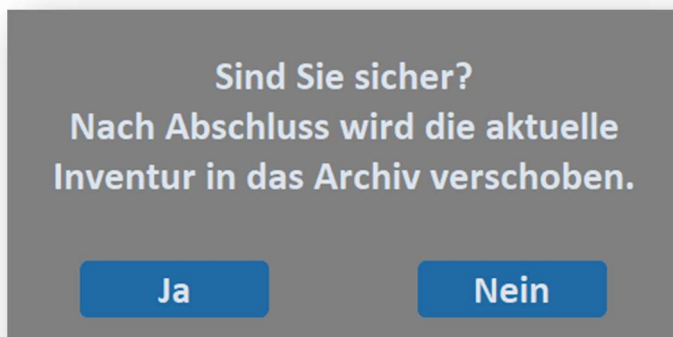 Sind Sie sicher?
Nach Abschluss wird die aktuelle
Inventur in das Archiv verschoben.
Ja
Nein